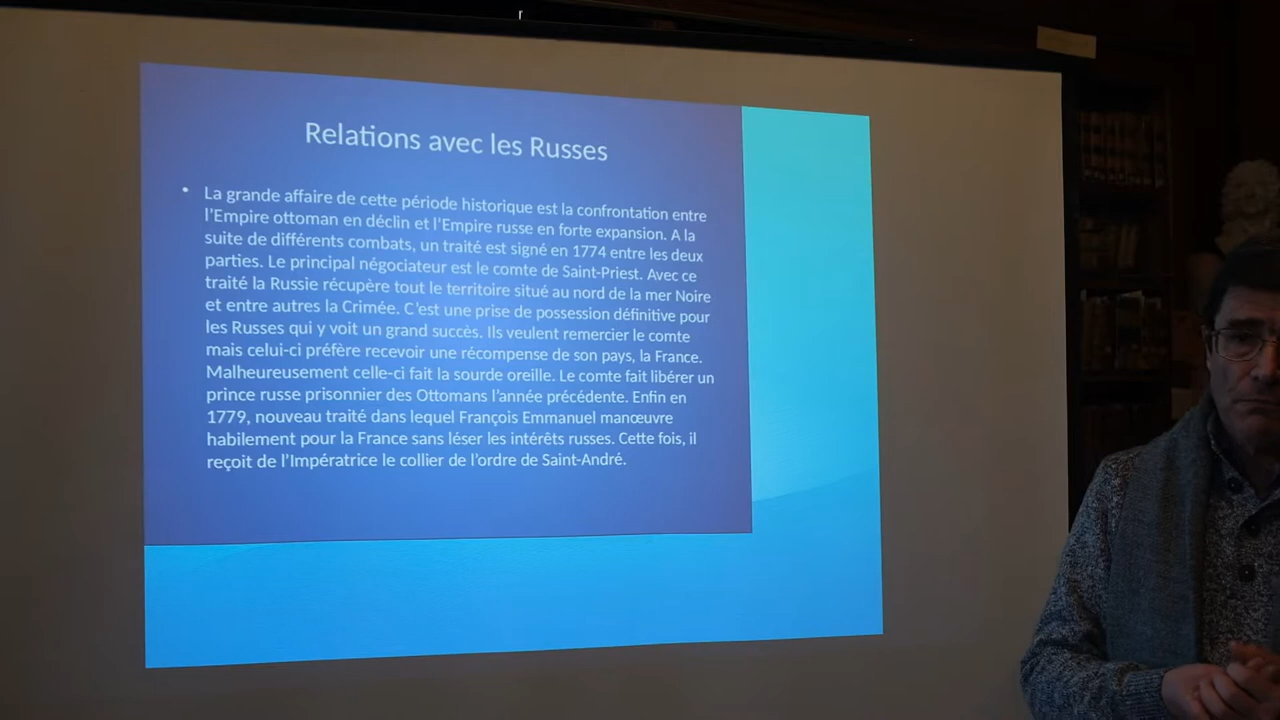 Relations avec les Russes
• La grande affaire de cette période historique est la confrontation entre
l'Empire ottoman en déclin et l'Empire russe en forte expansion. A la
suite de différents combats, un traité est signé en 1774 entre les deux
parties. Le principal négociateur est le comte de Saint-Priest. Avec ce
traité la Russie récupère tout le territoire situé au nord de la mer Noire
et entre autres la Crimée. C'est une prise de possession définitive pour
les Russes qui y voit un grand succès. Ils veulent remercier le comte
mais celui-ci préfère recevoir une récompense de son pays, la France.
Malheureusement celle-ci fait la sourde oreille. Le comte fait libérer un
prince russe prisonnier des Ottomans l'année précédente. Enfin en
1779, nouveau traité dans lequel François Emmanuel manœuvre
habilement pour la France sans léser les intérêts russes. Cette fois, il
reçoit de l'Impératrice le collier de l'ordre de Saint-André.